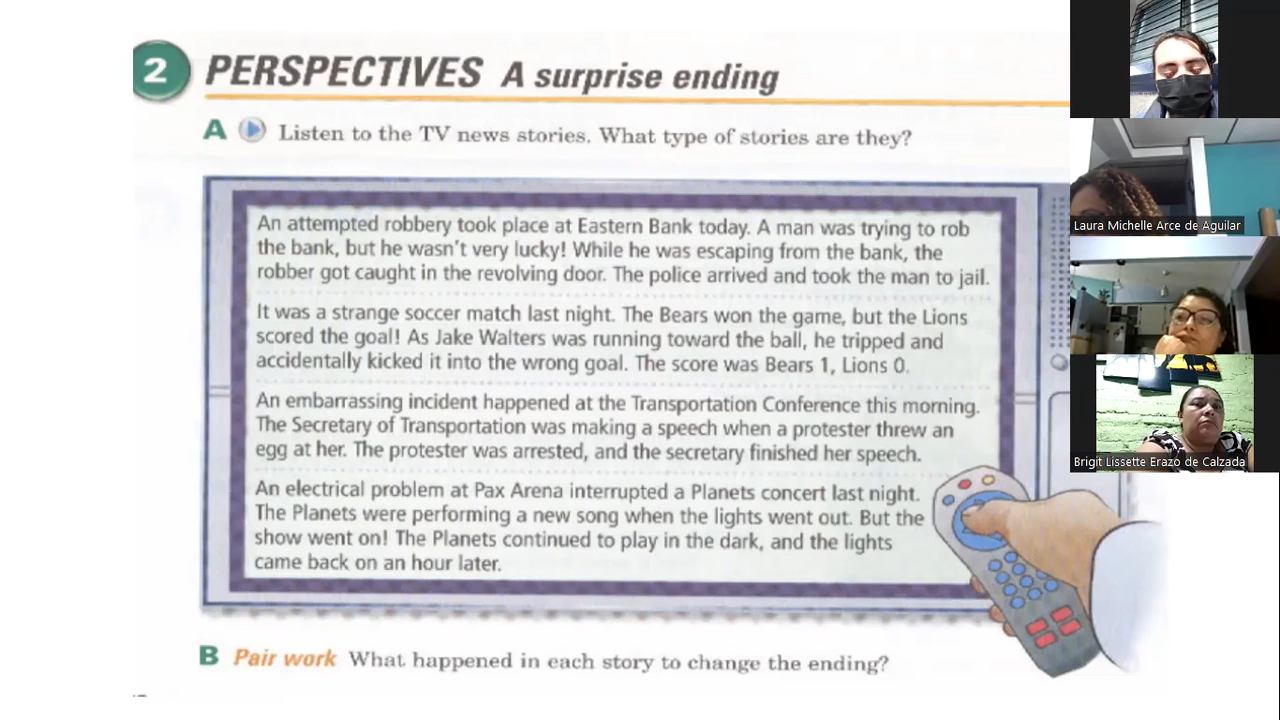 2 PERSPECTIVES A surprise ending
A Listen to the TV news stories. What type of stories are they?
An attempted robbery took place at Eastern Bank today. A man was trying to rob
the bank, but he wasn't very lucky! While he was escaping from the bank, the
robber got caught in the revolving door. The police arrived and took the man to jail.
It was a strange soccer match last night. The Bears won the game, but the Lions
scored the goal! As Jake Walters was running toward the ball, he tripped and
accidentally kicked it into the wrong goal. The score was Bears 1, Lions 0.
An embarrassing incident happened at the Transportation Conference this morning.
The Secretary of Transportation was making a speech when a protester threw an
egg at her. The protester was arrested, and the secretary finished her speech.
An electrical problem at Pax Arena interrupted a Planets concert last night.
The Planets were performing a new song when the lights went out. But the
show went on! The Planets continued to play in the dark, and the lights
came back on an hour later.
B Pair work What happened in each story to change the ending?
Laura Michelle Arce de Aguilar
Brigit Lissette Erazo de Calzada